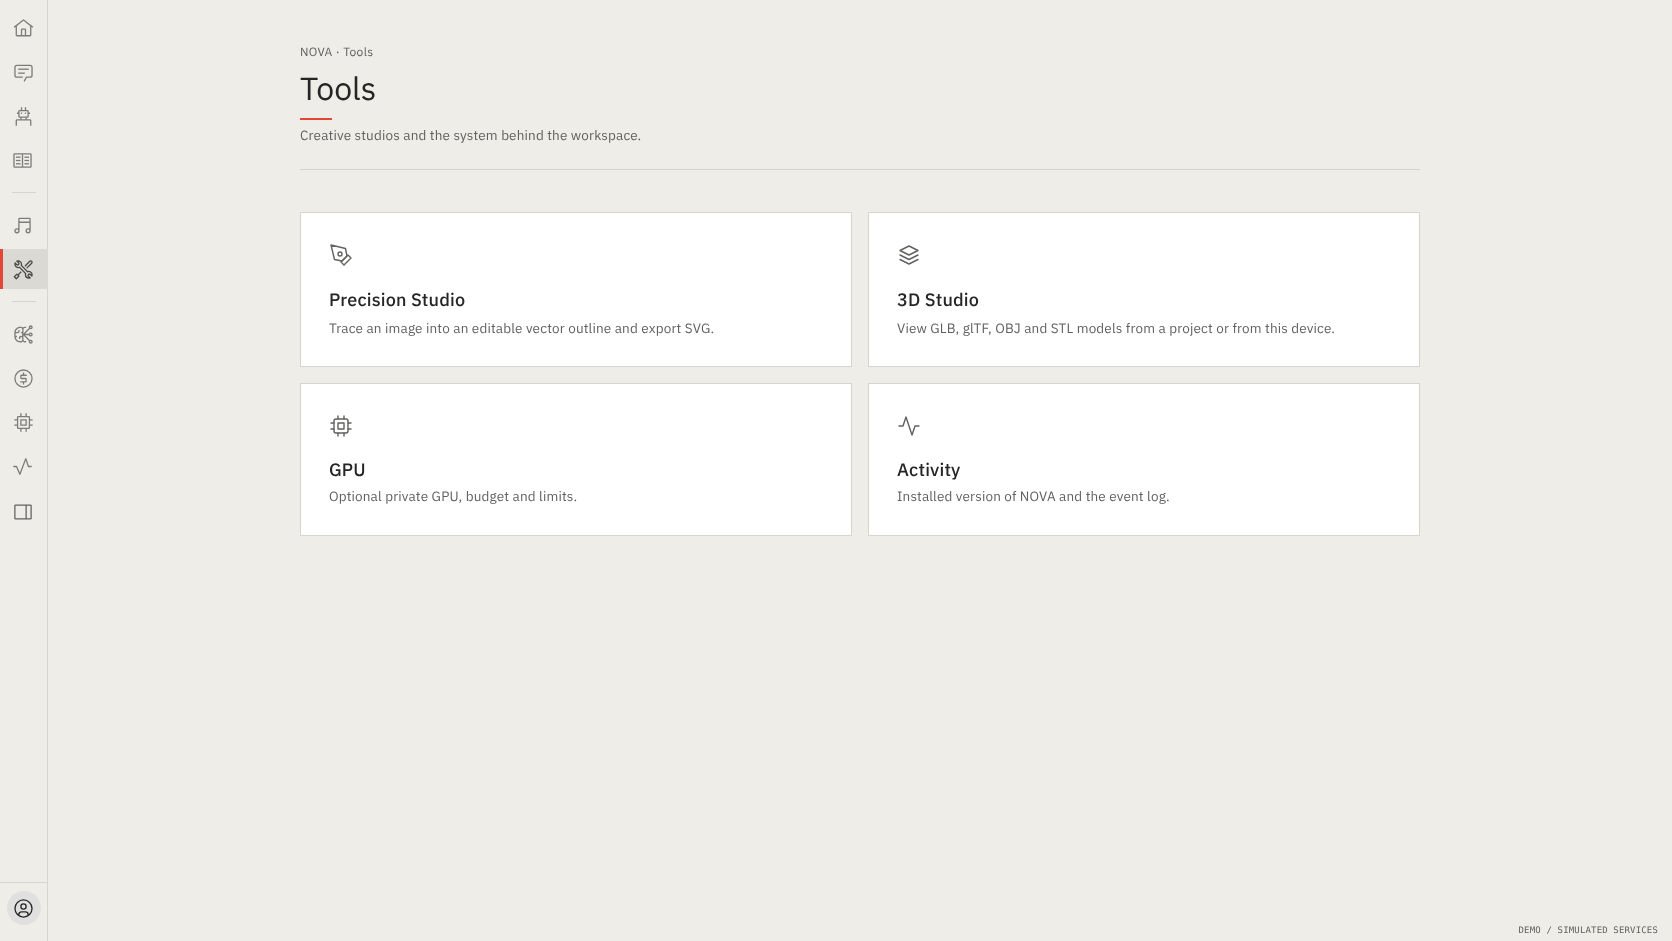 NOVA · Tools
Tools
Creative studios and the system behind the workspace.
Precision Studio
Trace an image into an editable vector outline and export SVG.
3D Studio
View GLB, glTF, OBJ and STL models from a project or from this device.
GPU
Optional private GPU, budget and limits.
Activity
Installed version of NOVA and the event log.
DEMO / SIMULATED SERVICES